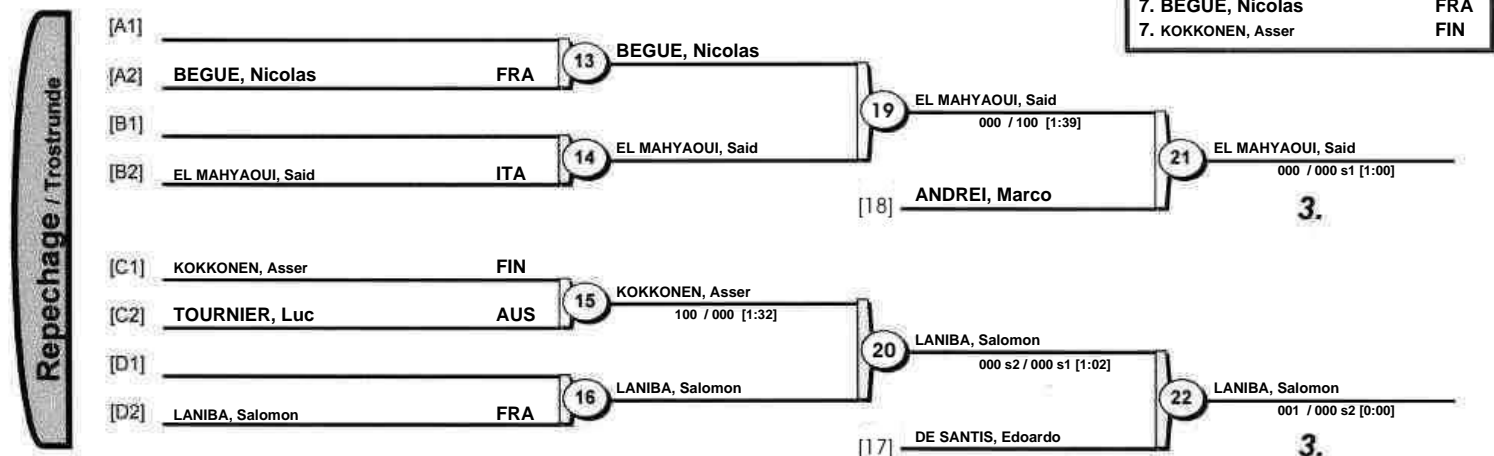 7. BEGUE, Nicolas FRA
7. KOKKONEN, Asser FIN
Repechage / Trostrunde
[A1]
[A2] BEGUE, Nicolas FRA
13 BEGUE, Nicolas
[B1]
[B2] EL MAHYAOUI, Said ITA
14 EL MAHYAOUI, Said
19 EL MAHYAOUI, Said
000 / 100 [1:39]
[18] ANDREI, Marco
21 EL MAHYAOUI, Said
000 / 000 s1 [1:00]
3.
[C1] KOKKONEN, Asser FIN
[C2] TOURNIER, Luc AUS
15 KOKKONEN, Asser
100 / 000 [1:32]
[D1]
[D2] LANIBA, Salomon FRA
16 LANIBA, Salomon
20 LANIBA, Salomon
000 s2 / 000 s1 [1:02]
[17] DE SANTIS, Edoardo
22 LANIBA, Salomon
001 / 000 s2 [0:00]
3.